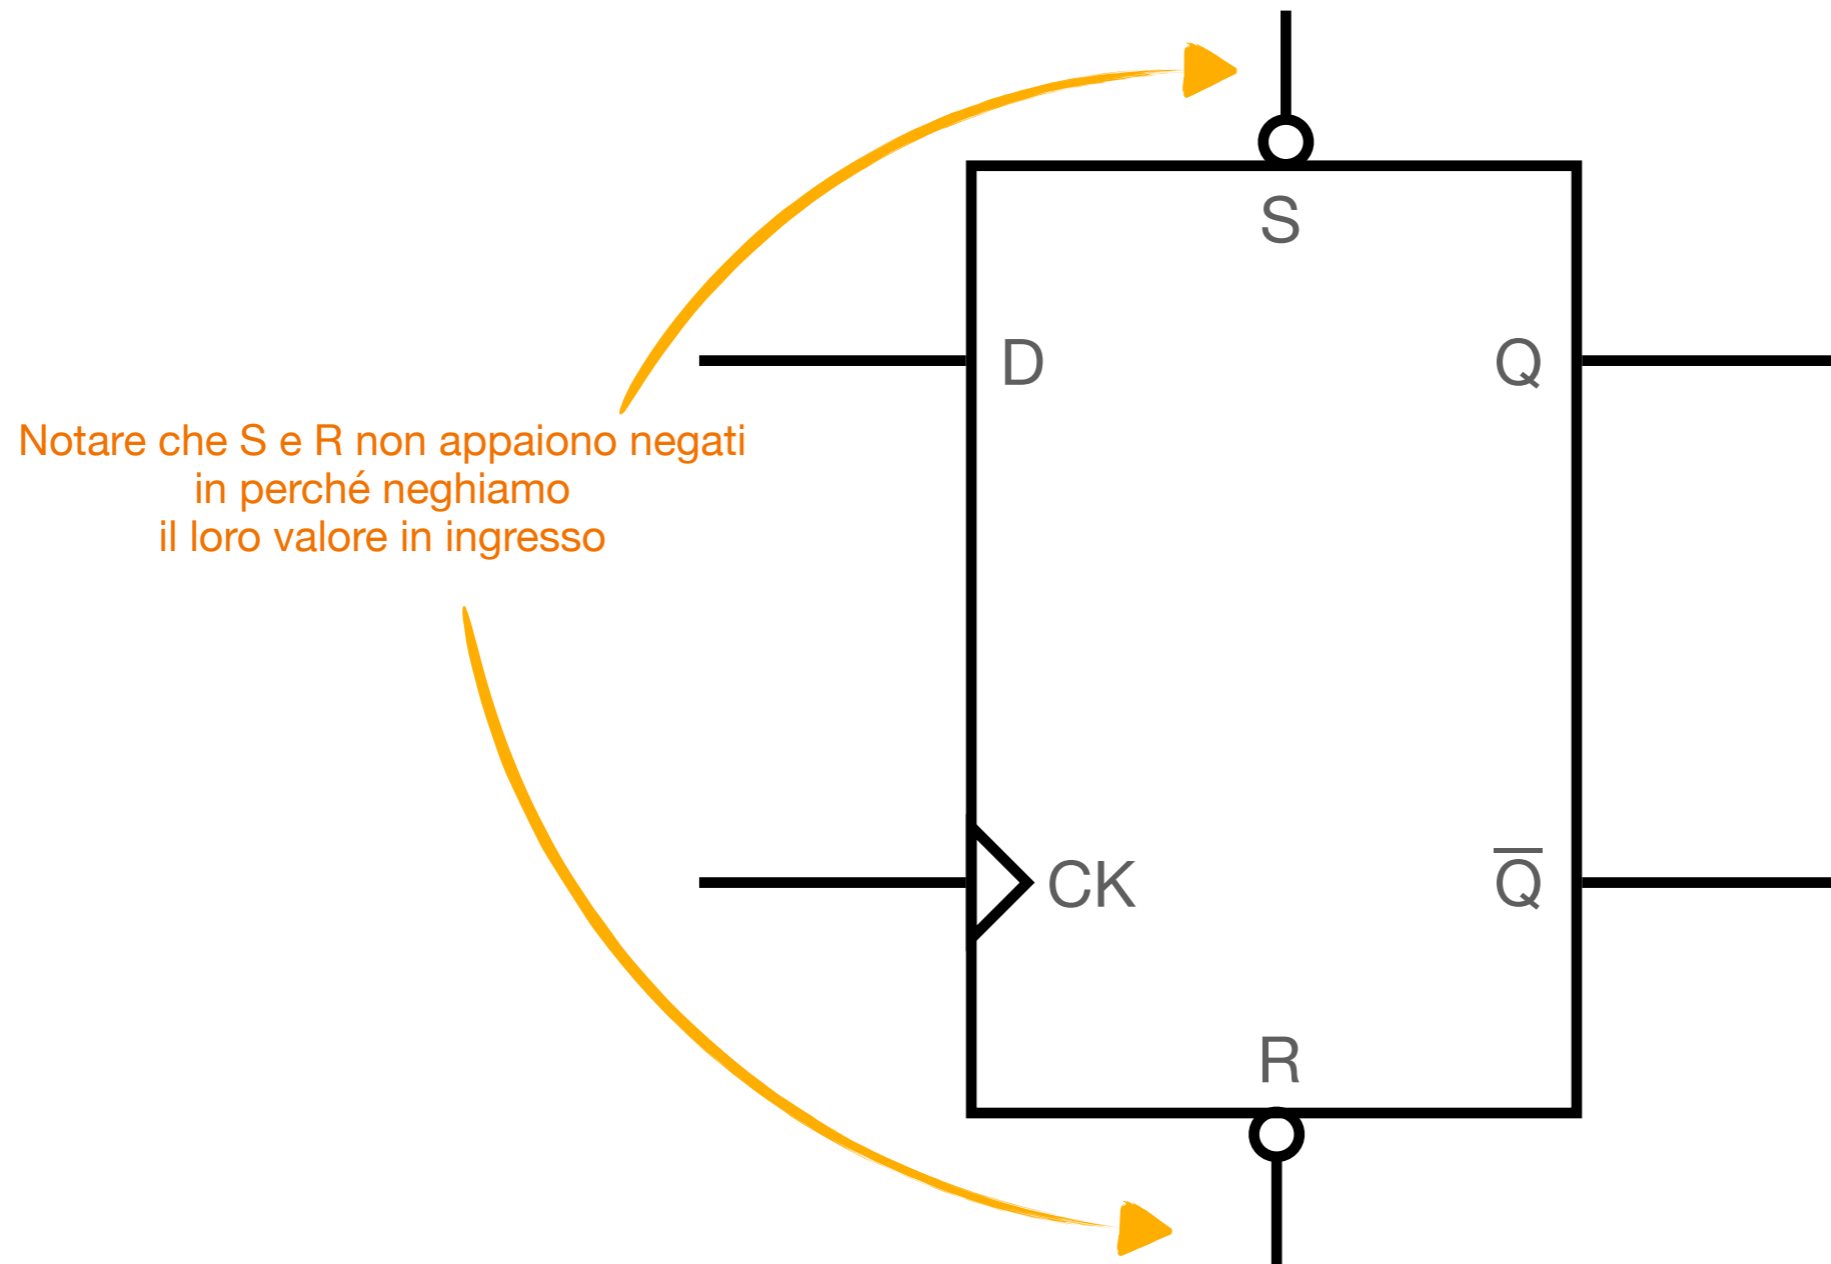 S
D
Q
Notare che S e R non appaiono negati
in perché neghiamo
il loro valore in ingresso
CK
Q̅
R